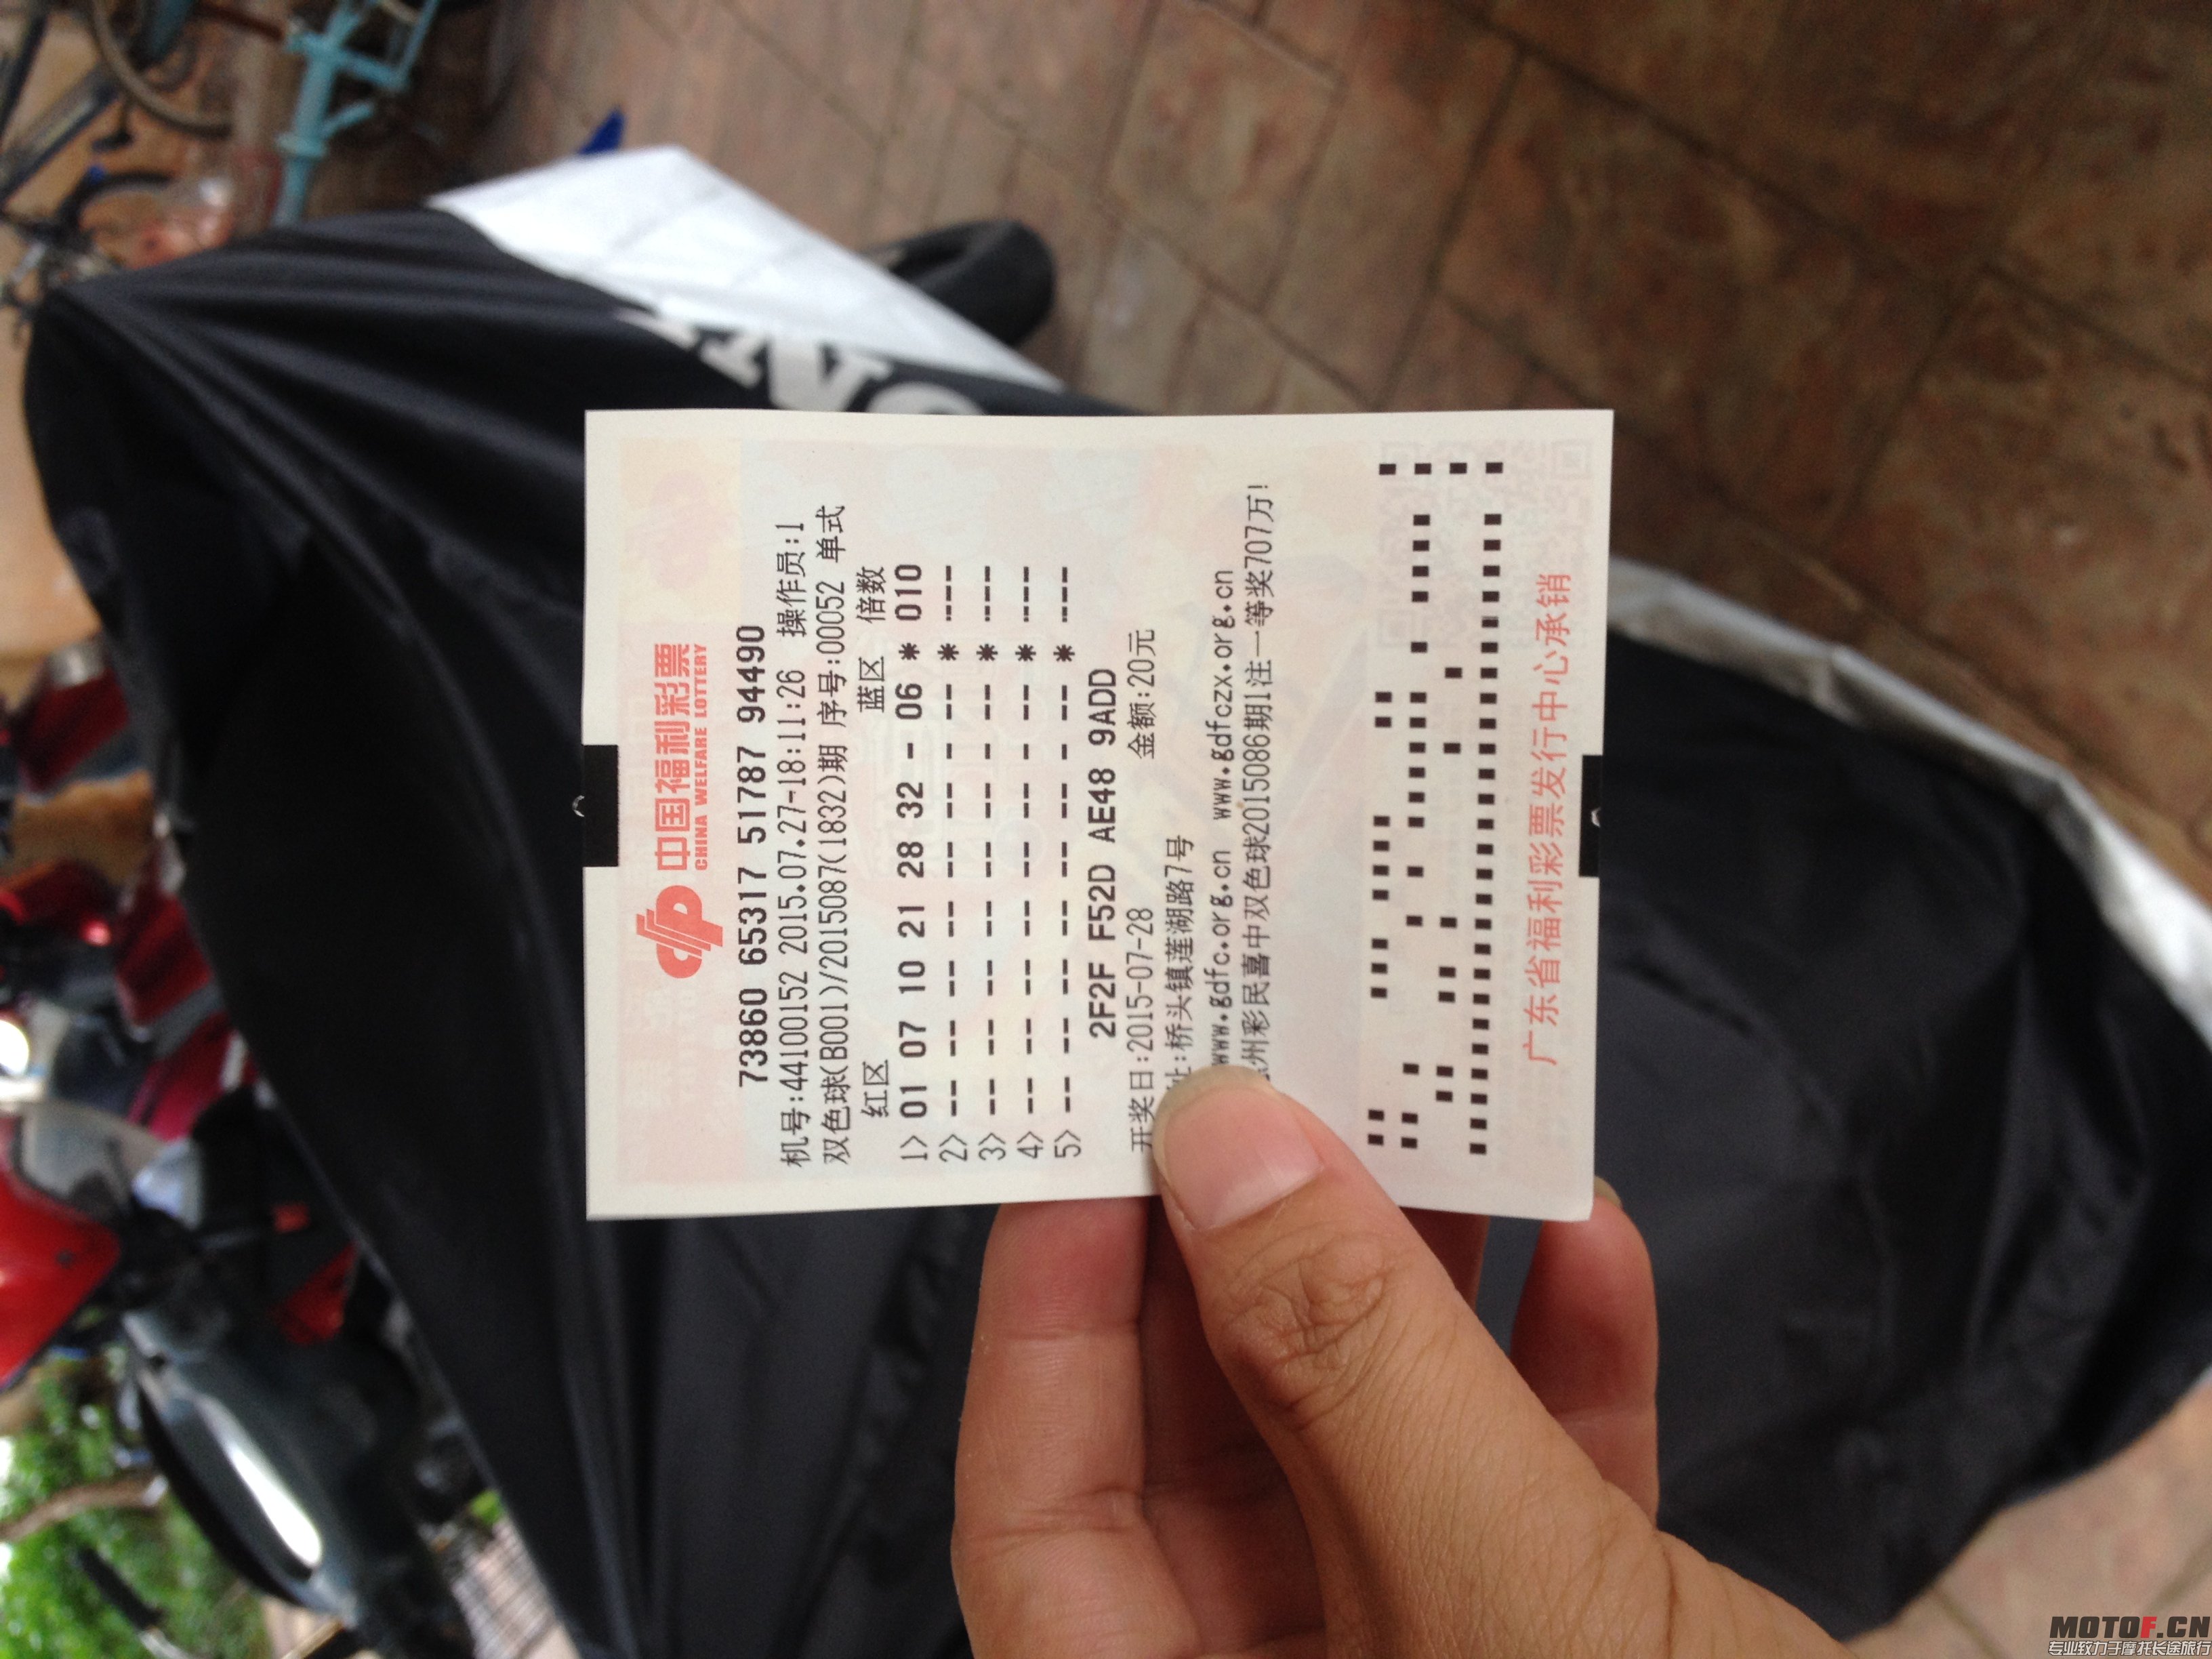 中国福利彩票
CHINA WELFARE LOTTERY
73860 65317 51787 94490
机号:44100152 2015.07.27-18:11:26 操作员:1
双色球(B001)/2015087(1832)期 序号:00052 单式
红区 蓝区 倍数
1> 01 07 10 21 28 32 - 06 * 010
2> -- -- -- -- -- -- - -- * ---
3> -- -- -- -- -- -- - -- * ---
4> -- -- -- -- -- -- - -- * ---
5> -- -- -- -- -- -- - -- * ---
2F2F F52D AE48 9ADD
开奖日:2015-07-28 金额:20元
址:桥头镇莲湖路7号
www.gdfc.org.cn www.gdfczx.org.cn
州彩民喜中双色球2015086期1注一等奖707万!
广东省福利彩票发行中心承销
MOTOF.CN
专业致力于摩托长途旅行